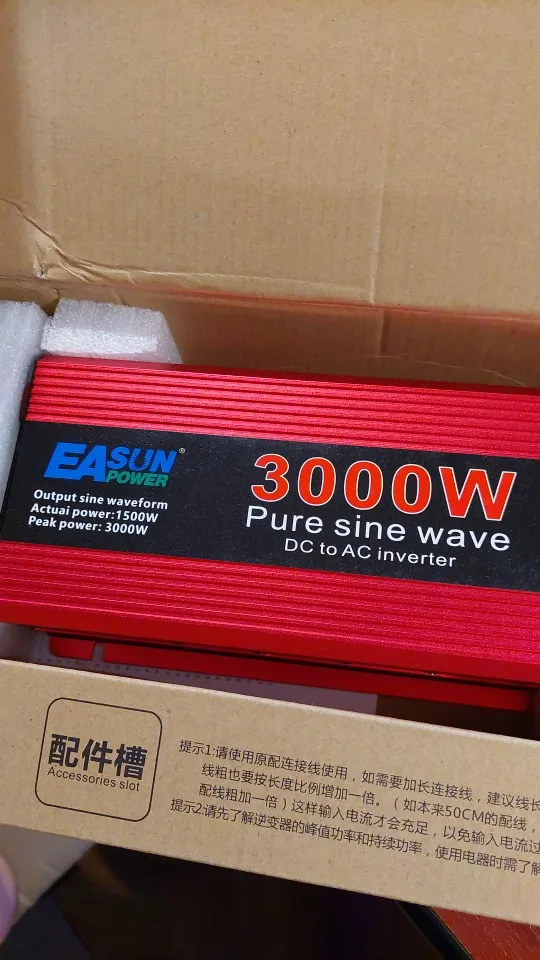 EASUN
POWER
®
Output sine waveform
Actuai power:1500W
Peak power: 3000W
3000W
Pure sine wave
DC to AC inverter
配件槽
Accessories slot
提示1:请使用原配连接线使用，如需要加长连接线，建议线长
线粗也要按长度比例增加一倍。（如本来50CM的配线，
配线粗加一倍）这样输入电流才会充足，以免输入电流过
提示2:请先了解逆变器的峰值功率和持续功率，使用电器时需了解